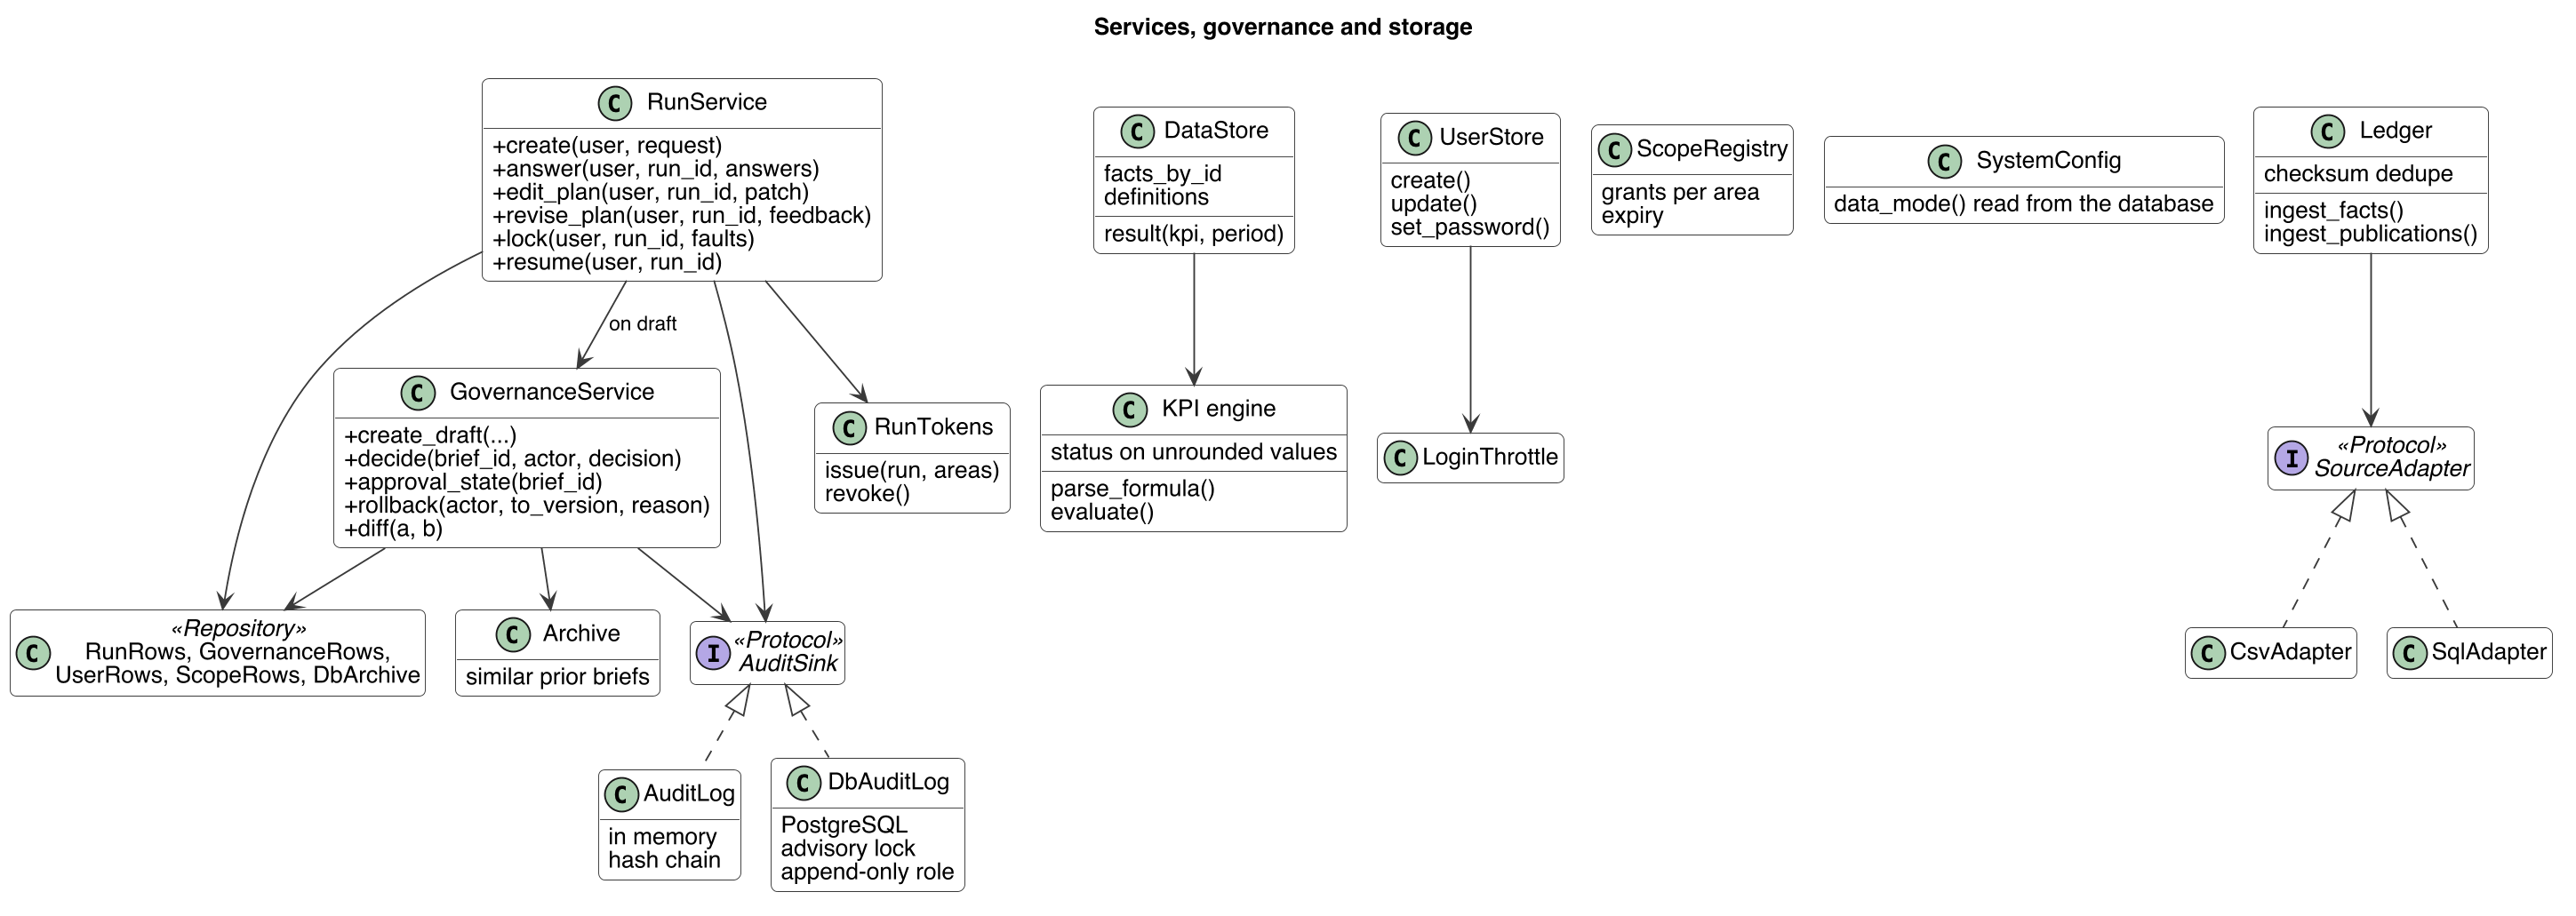 Services, governance and storage
C RunService
+create(user, request)
+answer(user, run_id, answers)
+edit_plan(user, run_id, patch)
+revise_plan(user, run_id, feedback)
+lock(user, run_id, faults)
+resume(user, run_id)
C DataStore
facts_by_id
definitions
result(kpi, period)
C UserStore
create()
update()
set_password()
C ScopeRegistry
grants per area
expiry
C SystemConfig
data_mode() read from the database
C Ledger
checksum dedupe
ingest_facts()
ingest_publications()
on draft
C GovernanceService
+create_draft(...)
+decide(brief_id, actor, decision)
+approval_state(brief_id)
+rollback(actor, to_version, reason)
+diff(a, b)
C RunTokens
issue(run, areas)
revoke()
C KPI engine
status on unrounded values
parse_formula()
evaluate()
C LoginThrottle
I «Protocol»
SourceAdapter
C «Repository»
RunRows, GovernanceRows,
UserRows, ScopeRows, DbArchive
C Archive
similar prior briefs
I «Protocol»
AuditSink
C CsvAdapter
C SqlAdapter
C AuditLog
in memory
hash chain
C DbAuditLog
PostgreSQL
advisory lock
append-only role